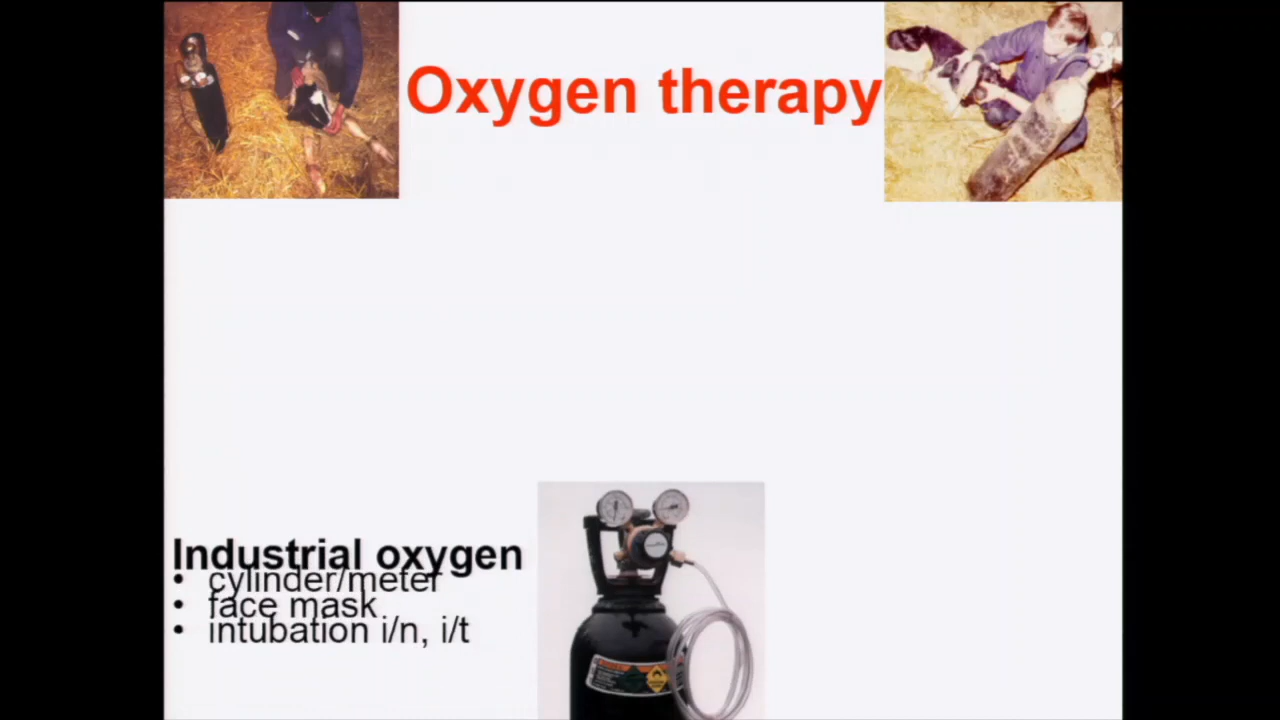 Oxygen therapy
Industrial oxygen
• cylinder/meter
• face mask
• intubation i/n, i/t